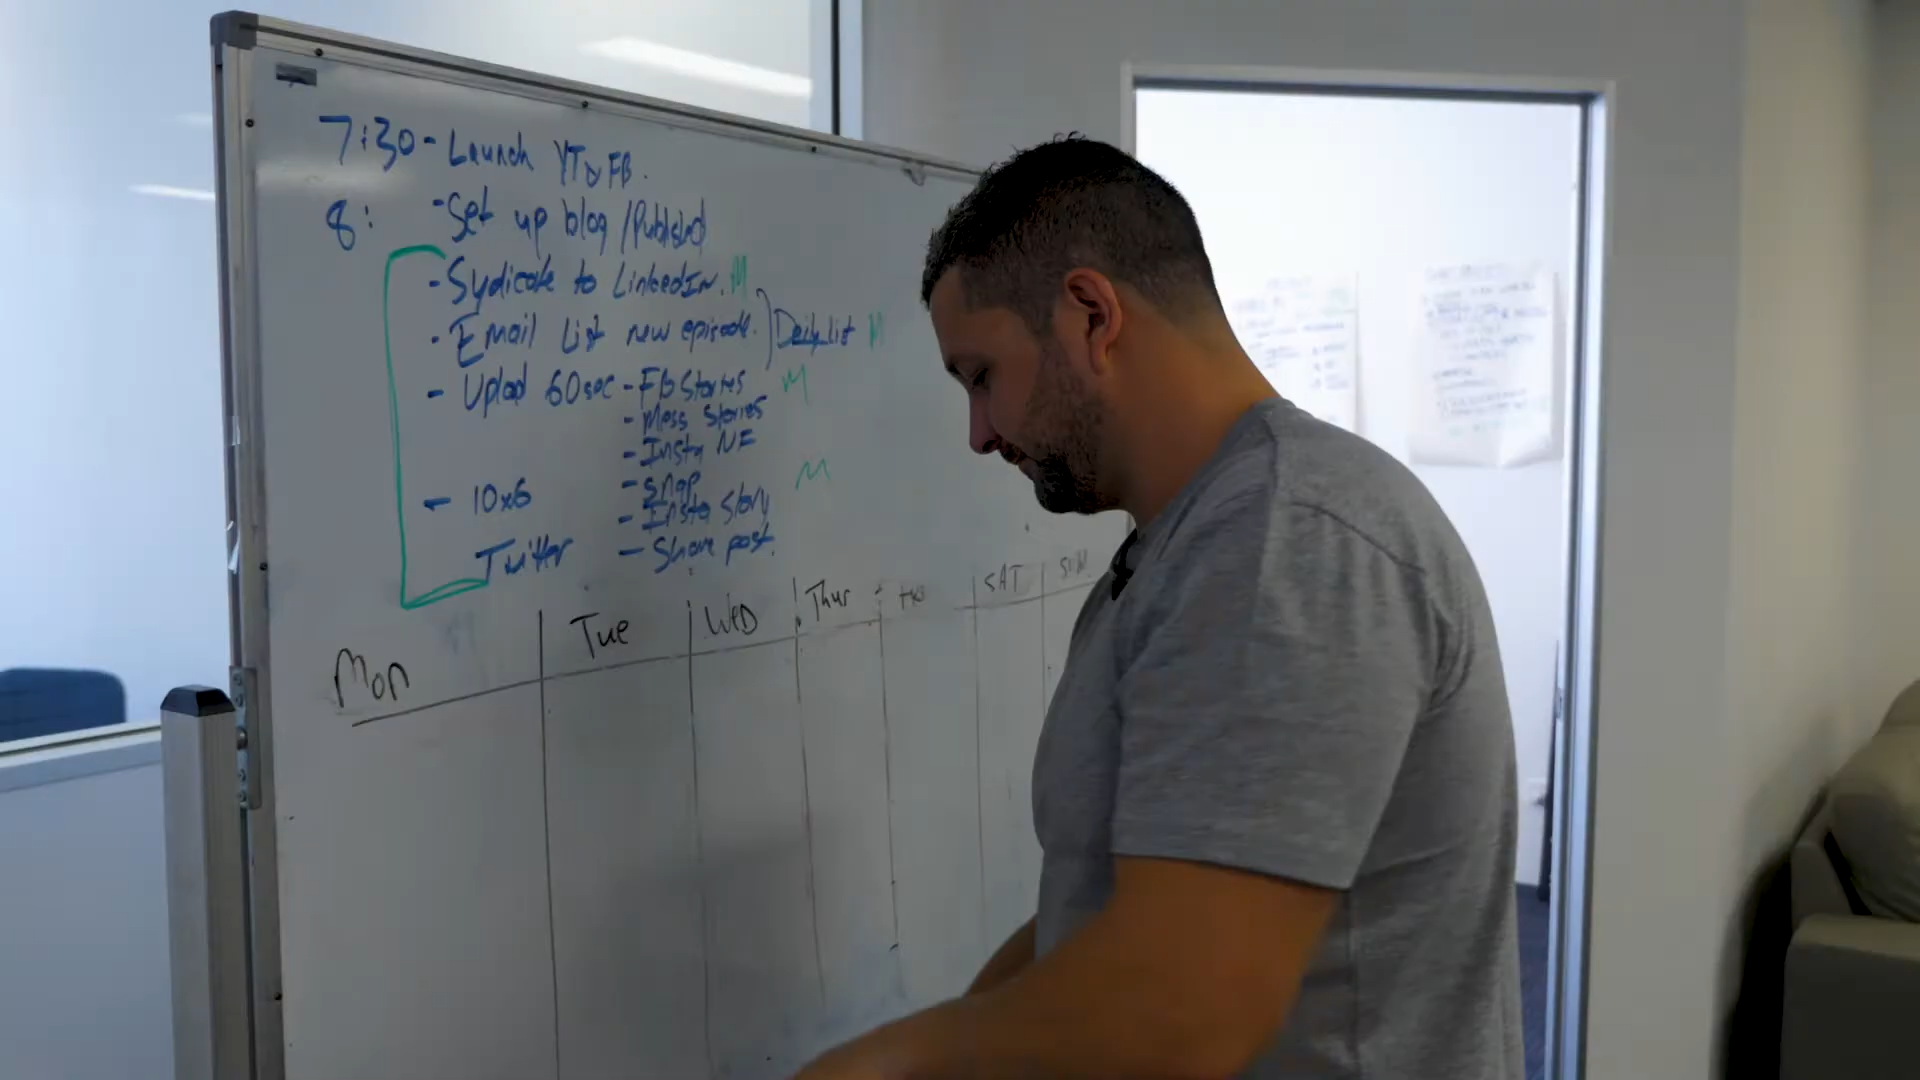 7:30 - Launch YT & FB.
8: - Set up blog / Publishd
- Sydicate to LinkedIn. M
- Email List new episode. Daily list M
- Upload 60sec - FB Stories M
- Mess Stories
- Insta NF
- Snap M
- 10x6 - Insta Story
Twitter - Share post.
Mon Tue WED Thur SAT SUN